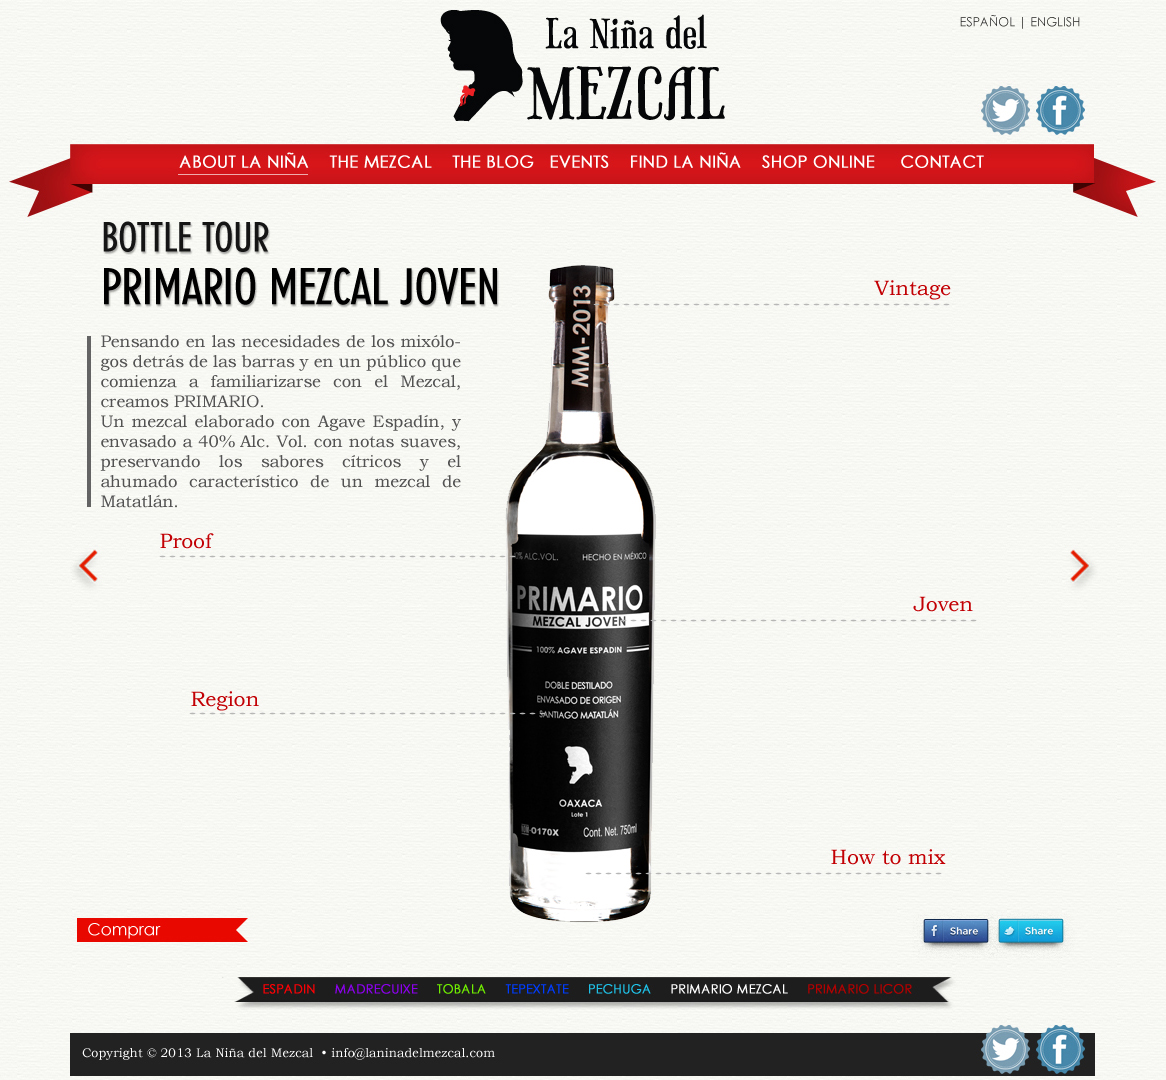 La Niña del
MEZCAL
ESPAÑOL | ENGLISH
ABOUT LA NIÑA THE MEZCAL THE BLOG EVENTS FIND LA NIÑA SHOP ONLINE CONTACT
BOTTLE TOUR
PRIMARIO MEZCAL JOVEN
Pensando en las necesidades de los mixólo-
gos detrás de las barras y en un público que
comienza a familiarizarse con el Mezcal,
creamos PRIMARIO.
Un mezcal elaborado con Agave Espadín, y
envasado a 40% Alc. Vol. con notas suaves,
preservando los sabores cítricos y el
ahumado característico de un mezcal de
Matatlán.
Vintage
MM-2013
Proof
ALC.VOL. HECHO EN MÉXICO
PRIMARIO
MEZCAL JOVEN
Joven
100% AGAVE ESPADIN
DOBLE DESTILADO
ENVASADO DE ORIGEN
SANTIAGO MATATLÁN
Region
OAXACA
Lote 1
O170X Cont. Net. 750ml
How to mix
Comprar
Share Share
ESPADIN MADRECUIXE TOBALA TEPEXTATE PECHUGA PRIMARIO MEZCAL PRIMARIO LICOR
Copyright © 2013 La Niña del Mezcal • info@laninadelmezcal.com